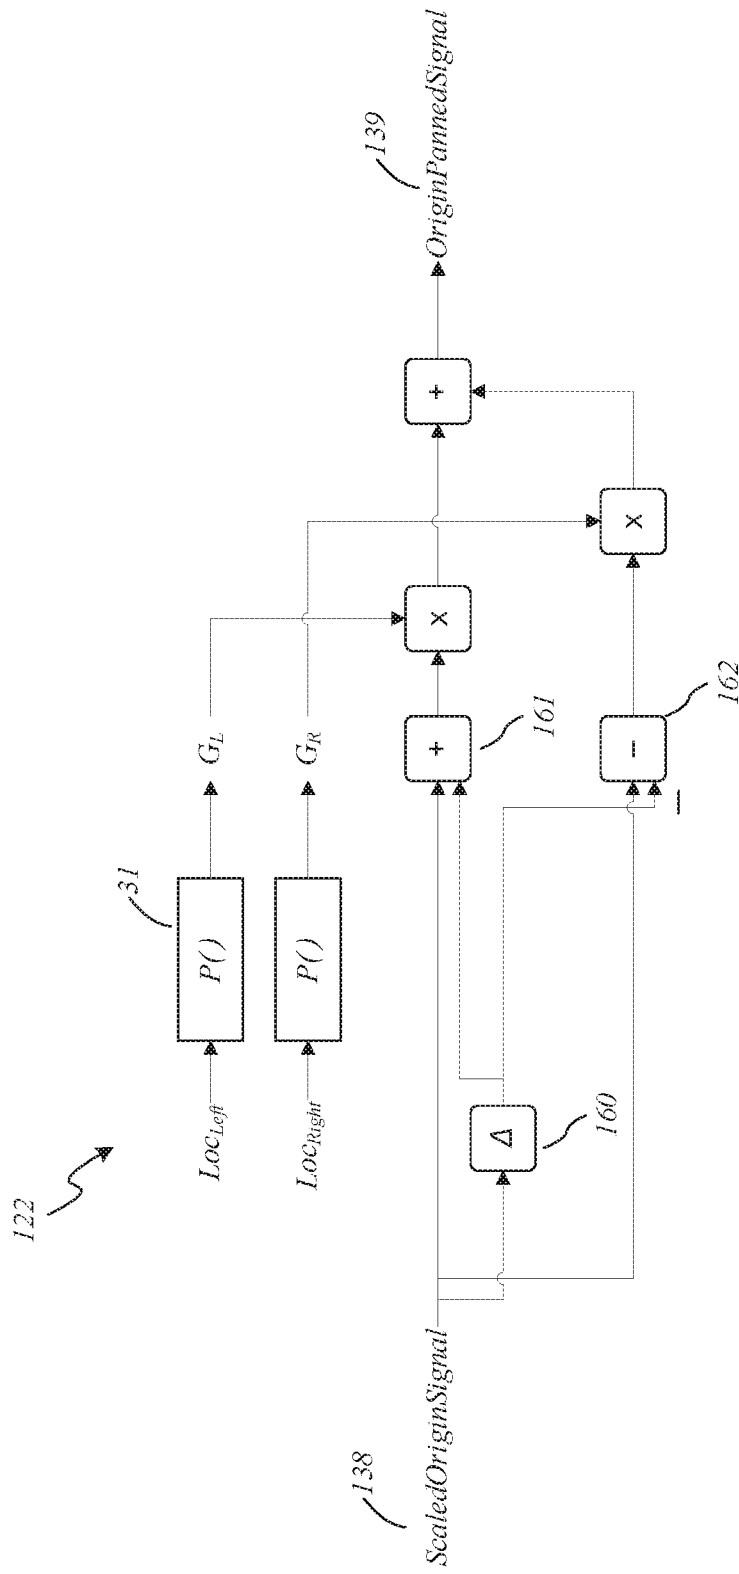 122
Loc_Left
P()
31
G_L
Loc_Right
P()
G_R
138
ScaledOriginSignal
Δ
160
+
161
x
+
139
OriginPannedSignal
−
162
x